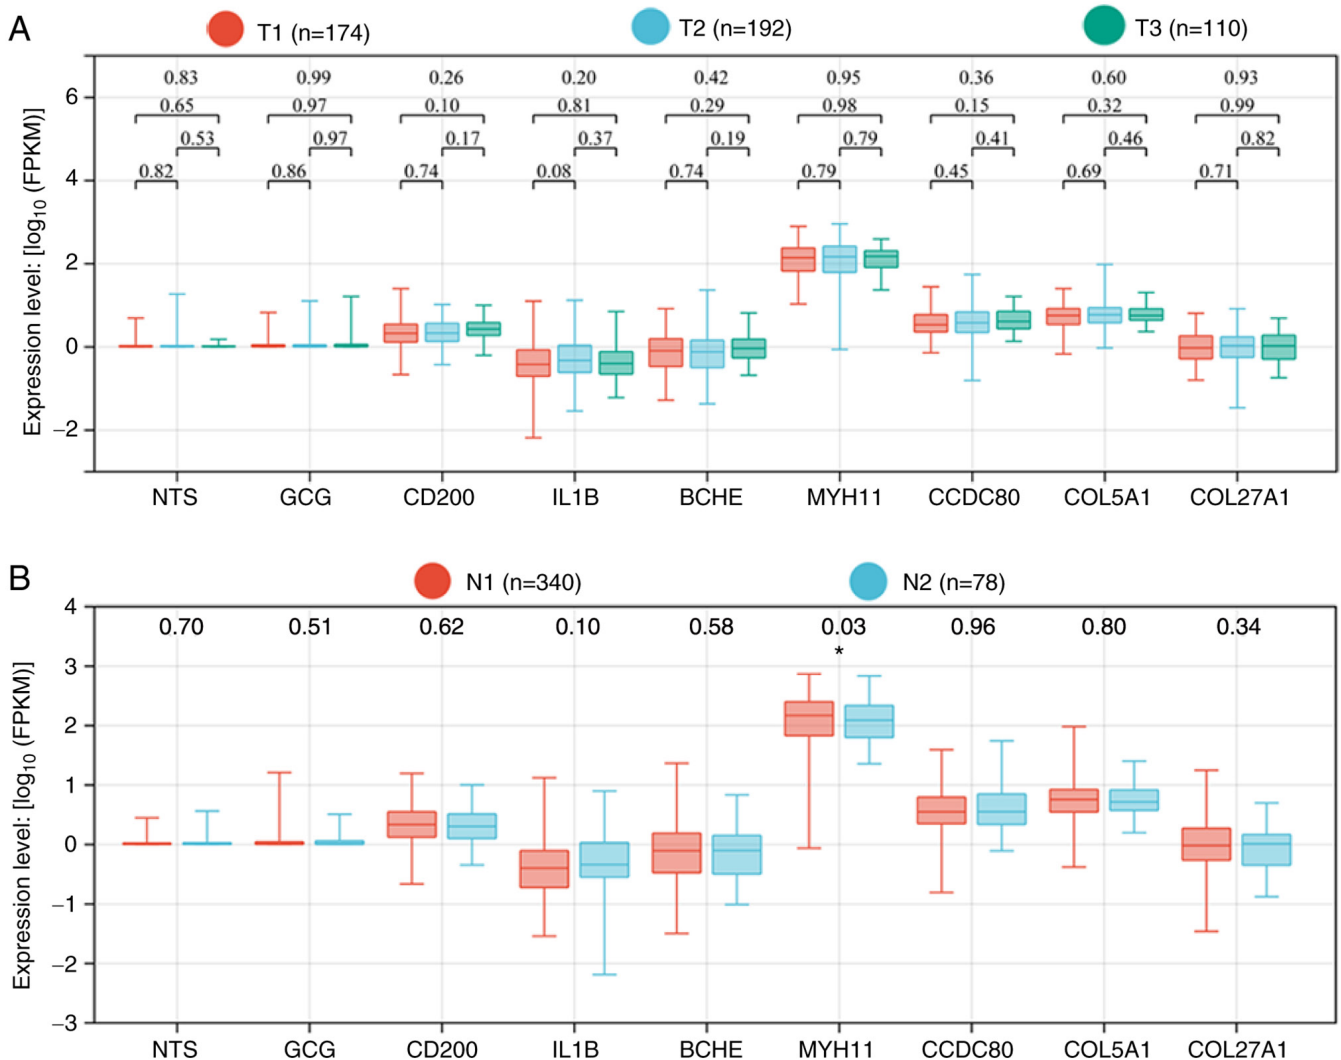 A
T1 (n=174) T2 (n=192) T3 (n=110)
Expression level: [log10 (FPKM)]
0.83 0.99 0.26 0.20 0.42 0.95 0.36 0.60 0.93
6
0.65 0.97 0.10 0.81 0.29 0.98 0.15 0.32 0.99
0.53 0.97 0.17 0.37 0.19 0.79 0.41 0.46 0.82
0.82 0.86 0.74 0.08 0.74 0.79 0.45 0.69 0.71
4
2
0
−2
NTS GCG CD200 IL1B BCHE MYH11 CCDC80 COL5A1 COL27A1
B
N1 (n=340) N2 (n=78)
Expression level: [log10 (FPKM)]
4
0.70 0.51 0.62 0.10 0.58 0.03 0.96 0.80 0.34
*
3
2
1
0
−1
−2
−3
NTS GCG CD200 IL1B BCHE MYH11 CCDC80 COL5A1 COL27A1